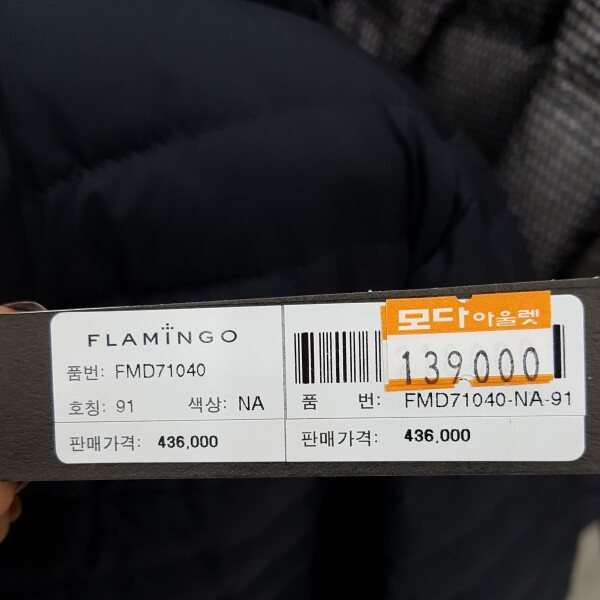 FLAMINGO
품번: FMD71040
호칭: 91 색상: NA
판매가격: 436,000
모다아울렛
139000
품 번: FMD71040-NA-91
판매가격: 436,000